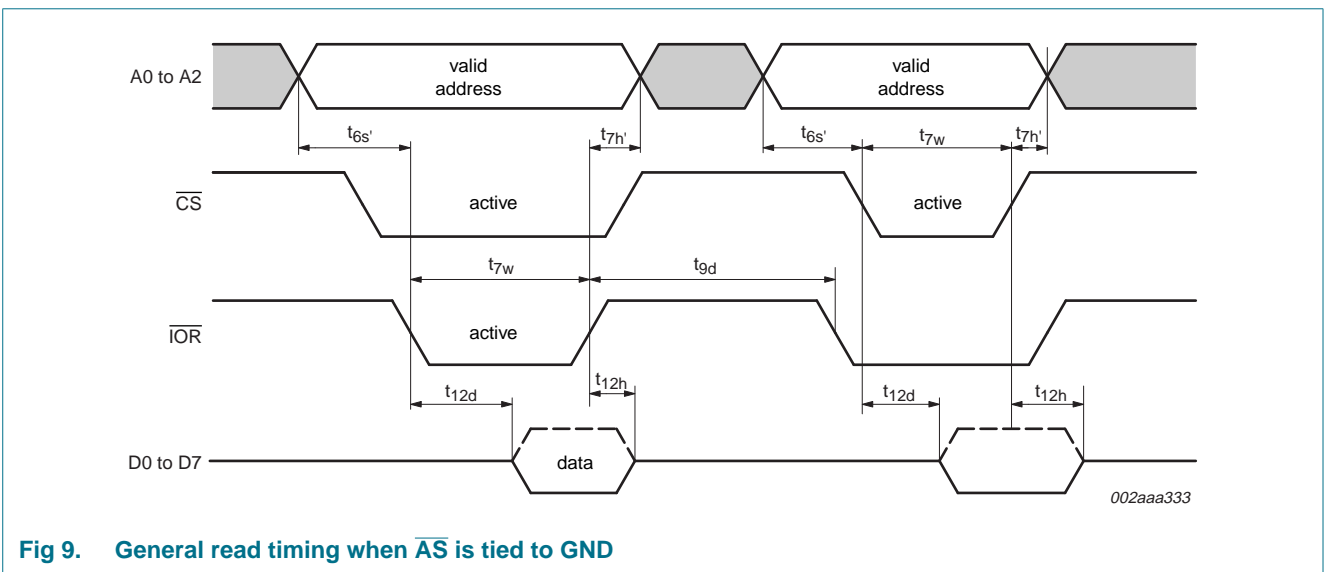 A0 to A2
valid
address
valid
address
t6s'
t7h'
t6s'
t7w
t7h'
CS
active
active
t7w
t9d
IOR
active
t12d
t12h
t12d
t12h
D0 to D7
data
002aaa333
Fig 9. General read timing when AS is tied to GND